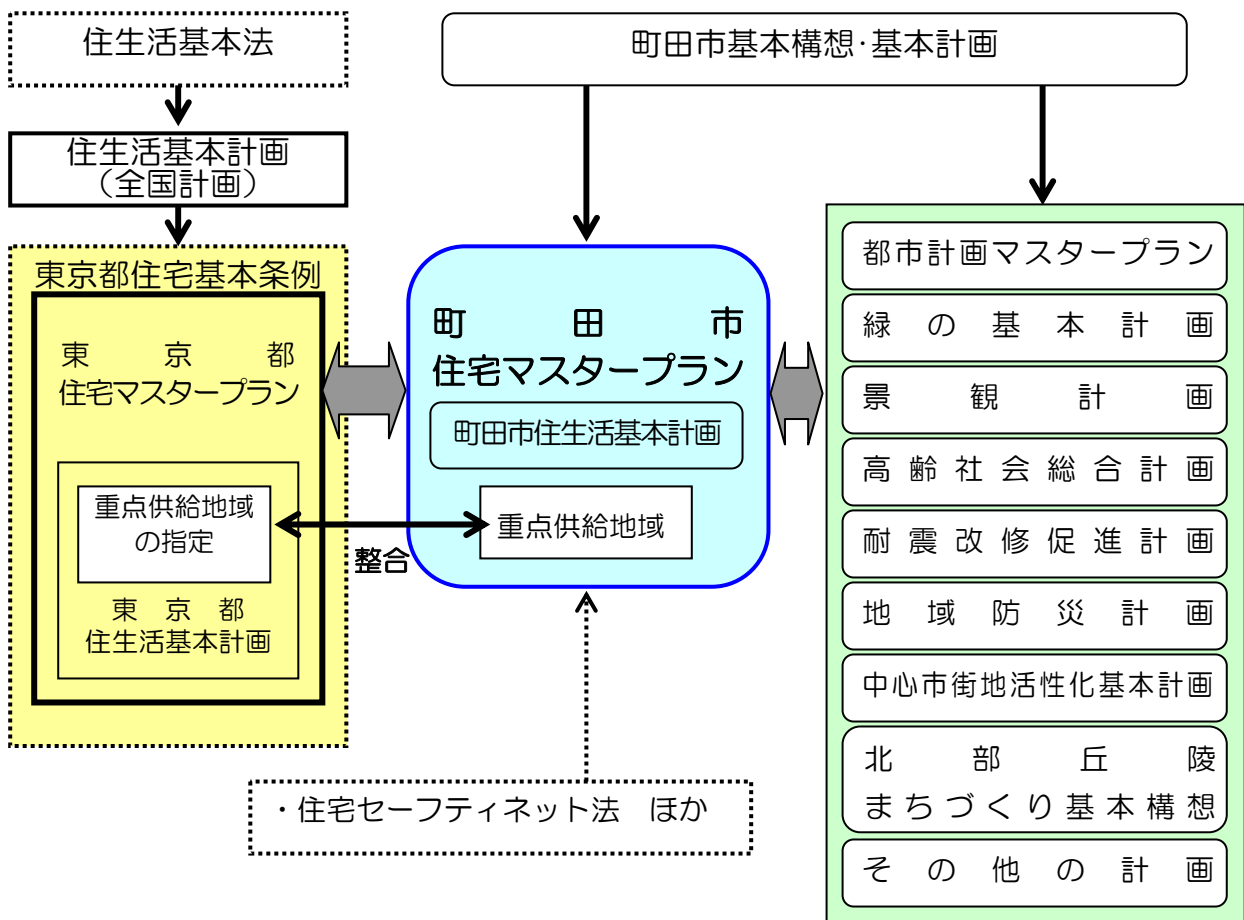 住生活基本法
町田市基本構想・基本計画
住生活基本計画
（全国計画）
東京都住宅基本条例
東京都
住宅マスタープラン
重点供給地域
の指定
東京都
住生活基本計画
整合
町田市
住宅マスタープラン
町田市住生活基本計画
重点供給地域
・住宅セーフティネット法　ほか
都市計画マスタープラン
緑の基本計画
景観計画
高齢社会総合計画
耐震改修促進計画
地域防災計画
中心市街地活性化基本計画
北部丘陵
まちづくり基本構想
その他の計画